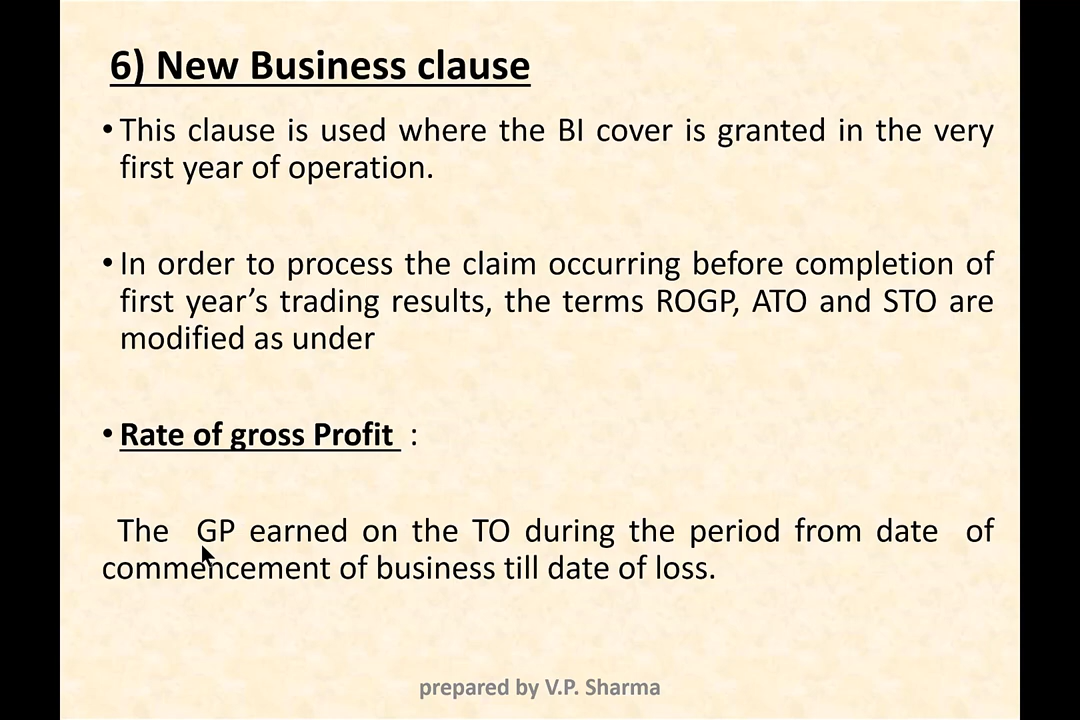 6) New Business clause
• This clause is used where the BI cover is granted in the very
first year of operation.
• In order to process the claim occurring before completion of
first year’s trading results, the terms ROGP, ATO and STO are
modified as under
• Rate of gross Profit :
The GP earned on the TO during the period from date of
commencement of business till date of loss.
prepared by V.P. Sharma